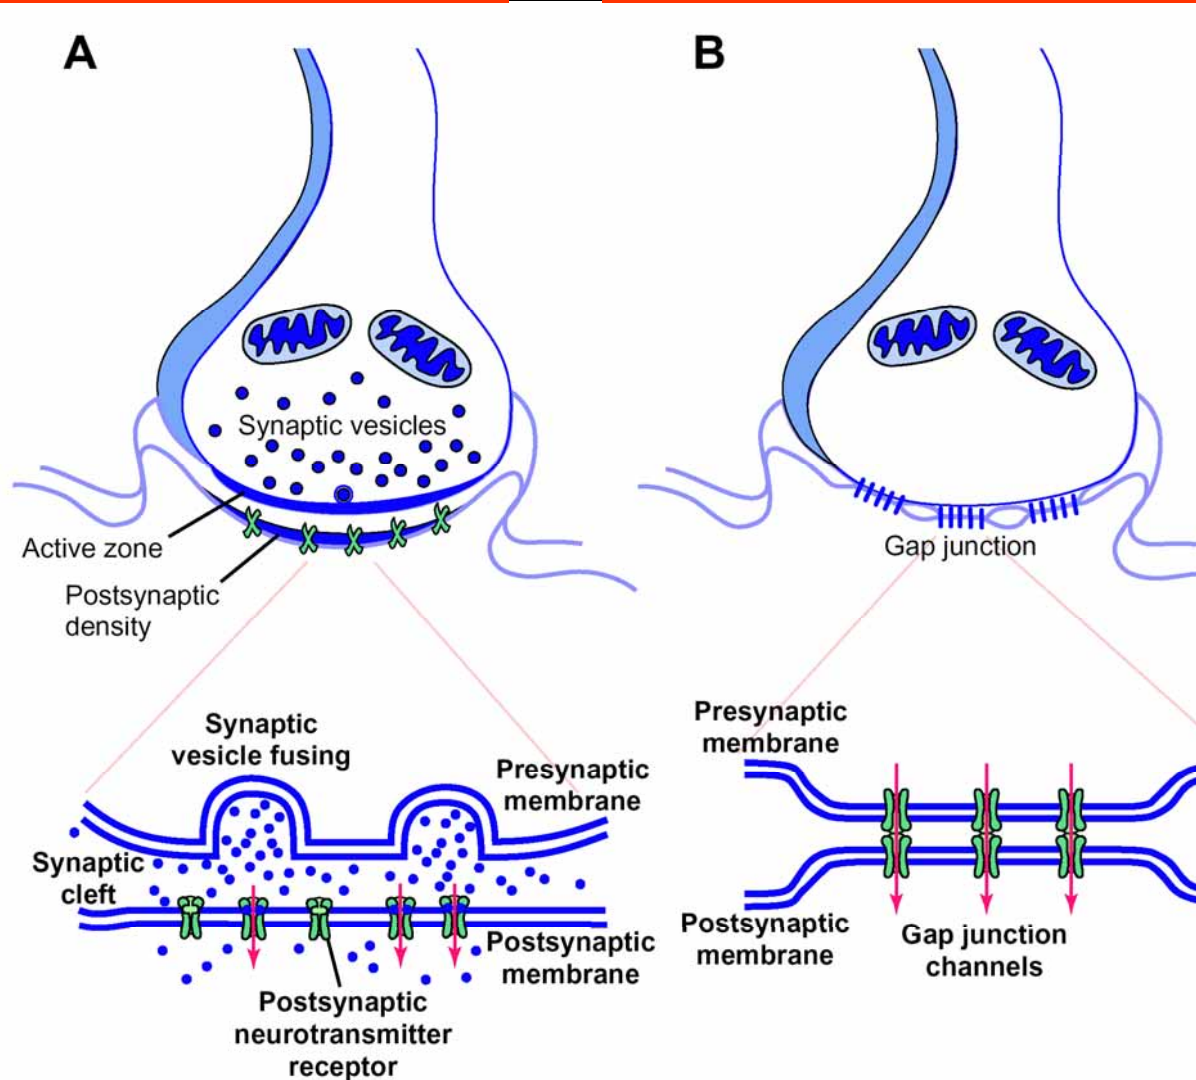 A
Synaptic vesicles
Active zone
Postsynaptic
density
Synaptic
vesicle fusing
Presynaptic
membrane
Synaptic
cleft
Postsynaptic
membrane
Postsynaptic
neurotransmitter
receptor
B
Gap junction
Presynaptic
membrane
Postsynaptic
membrane
Gap junction
channels